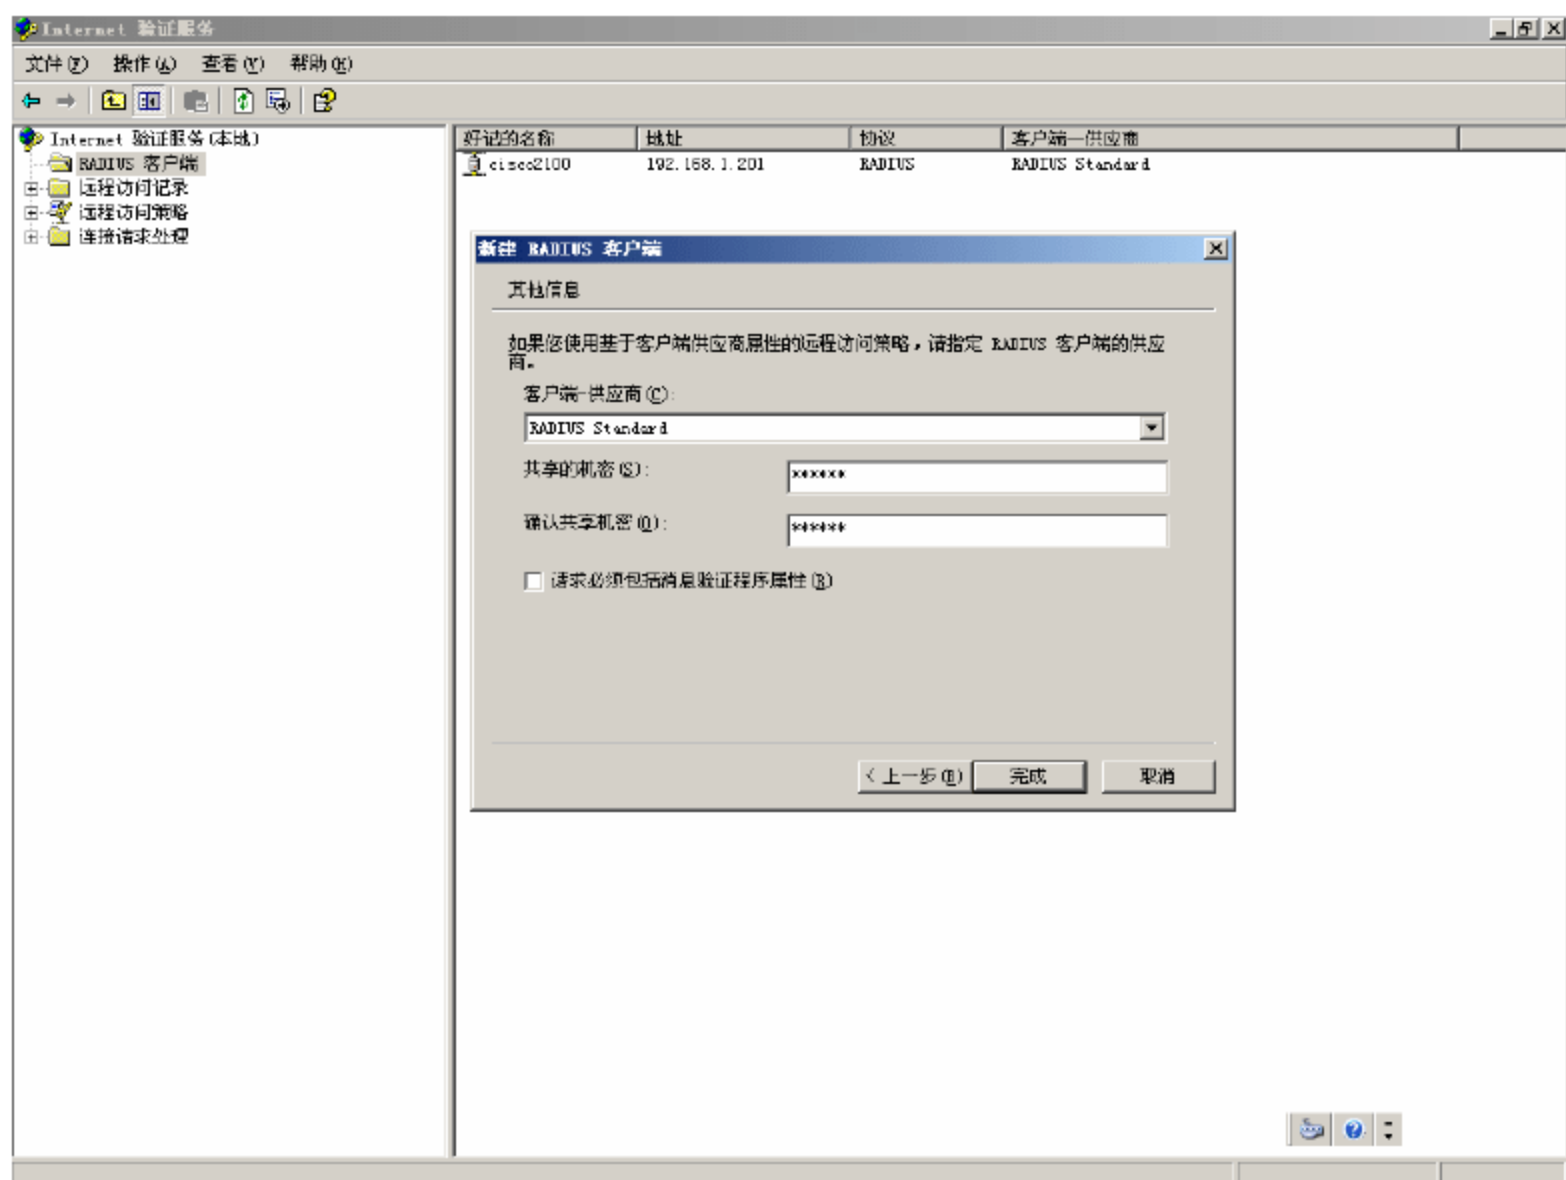 Internet 验证服务
文件(F) 操作(A) 查看(V) 帮助(H)
Internet 验证服务(本地)
RADIUS 客户端
远程访问记录
远程访问策略
连接请求处理
好记的名称 地址 协议 客户端-供应商
cisco2100 192.168.1.201 RADIUS RADIUS Standard
新建 RADIUS 客户端
其他信息
如果您使用基于客户端供应商属性的远程访问策略，请指定 RADIUS 客户端的供应
商。
客户端-供应商(C):
RADIUS Standard
共享的机密(S):
******
确认共享机密(O):
******
请求必须包括消息验证程序属性(R)
< 上一步(B) 完成 取消